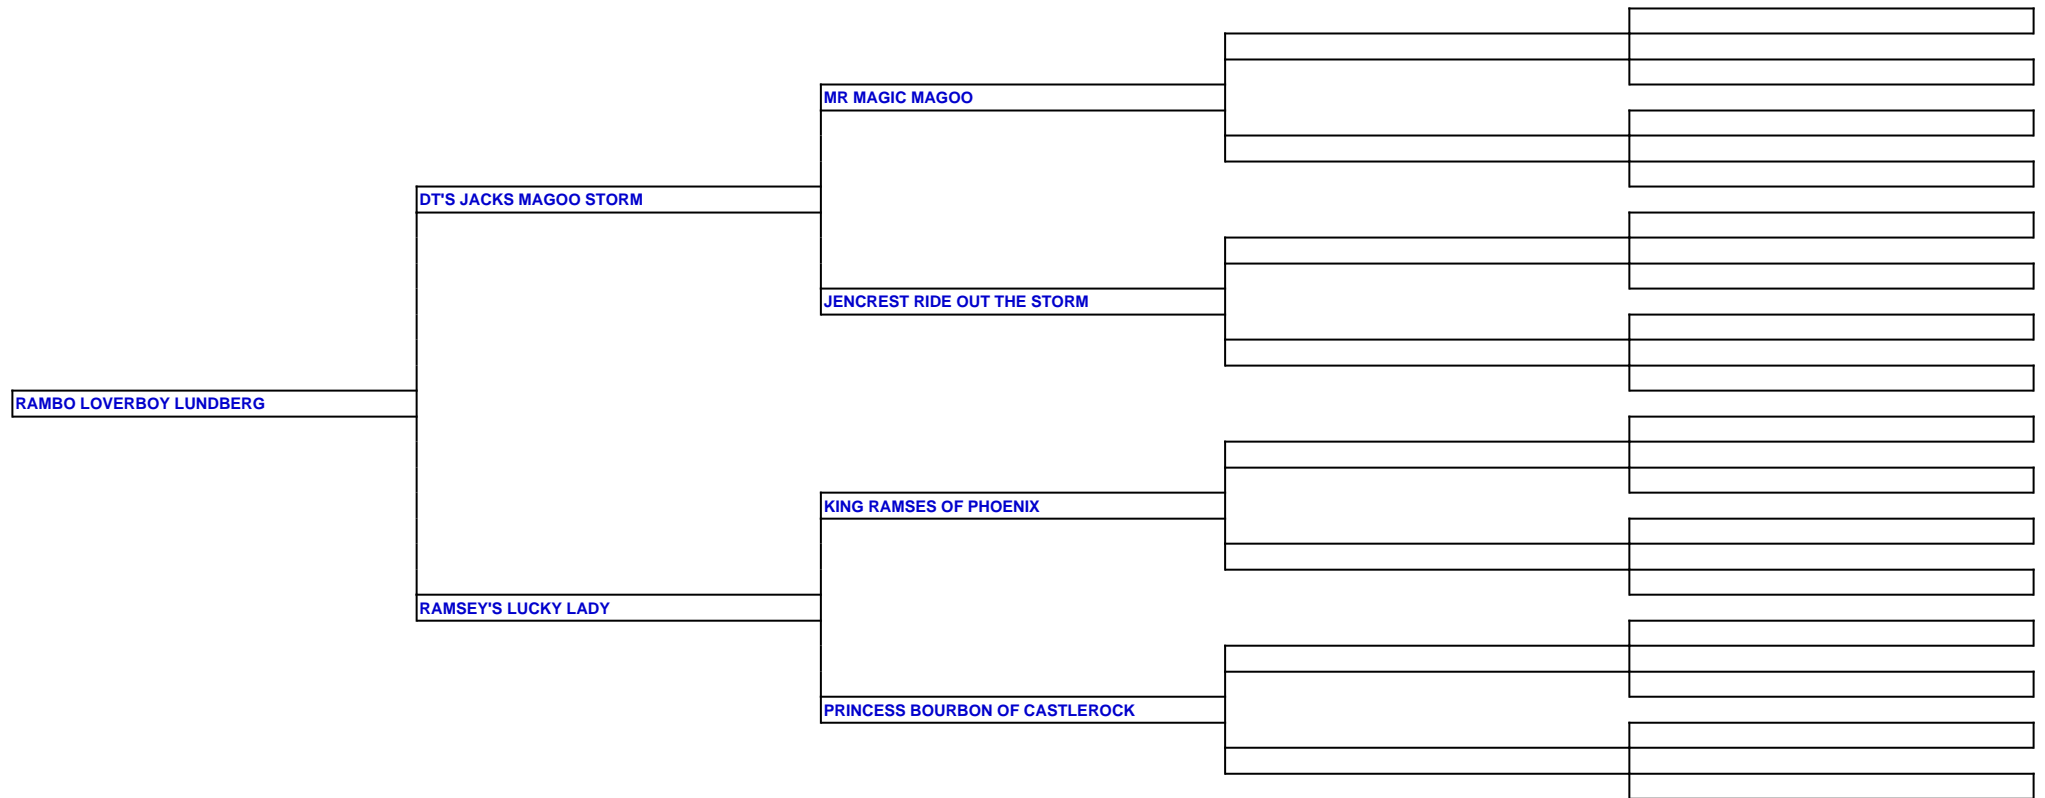 MR MAGIC MAGOO
DT'S JACKS MAGOO STORM
JENCREST RIDE OUT THE STORM
RAMBO LOVERBOY LUNDBERG
KING RAMSES OF PHOENIX
RAMSEY'S LUCKY LADY
PRINCESS BOURBON OF CASTLEROCK